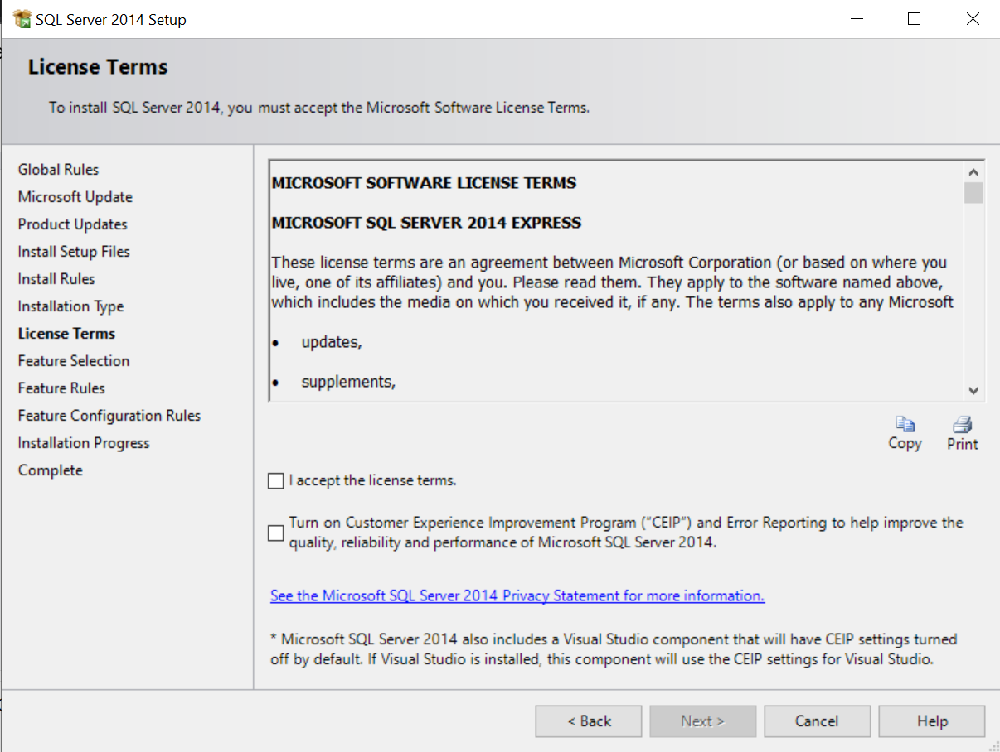 SQL Server 2014 Setup
License Terms
To install SQL Server 2014, you must accept the Microsoft Software License Terms.
Global Rules
Microsoft Update
Product Updates
Install Setup Files
Install Rules
Installation Type
License Terms
Feature Selection
Feature Rules
Feature Configuration Rules
Installation Progress
Complete
MICROSOFT SOFTWARE LICENSE TERMS
MICROSOFT SQL SERVER 2014 EXPRESS
These license terms are an agreement between Microsoft Corporation (or based on where you
live, one of its affiliates) and you. Please read them. They apply to the software named above,
which includes the media on which you received it, if any. The terms also apply to any Microsoft
• updates,
• supplements,
Copy
Print
I accept the license terms.
Turn on Customer Experience Improvement Program ("CEIP") and Error Reporting to help improve the
quality, reliability and performance of Microsoft SQL Server 2014.
See the Microsoft SQL Server 2014 Privacy Statement for more information.
* Microsoft SQL Server 2014 also includes a Visual Studio component that will have CEIP settings turned
off by default. If Visual Studio is installed, this component will use the CEIP settings for Visual Studio.
< Back
Next >
Cancel
Help